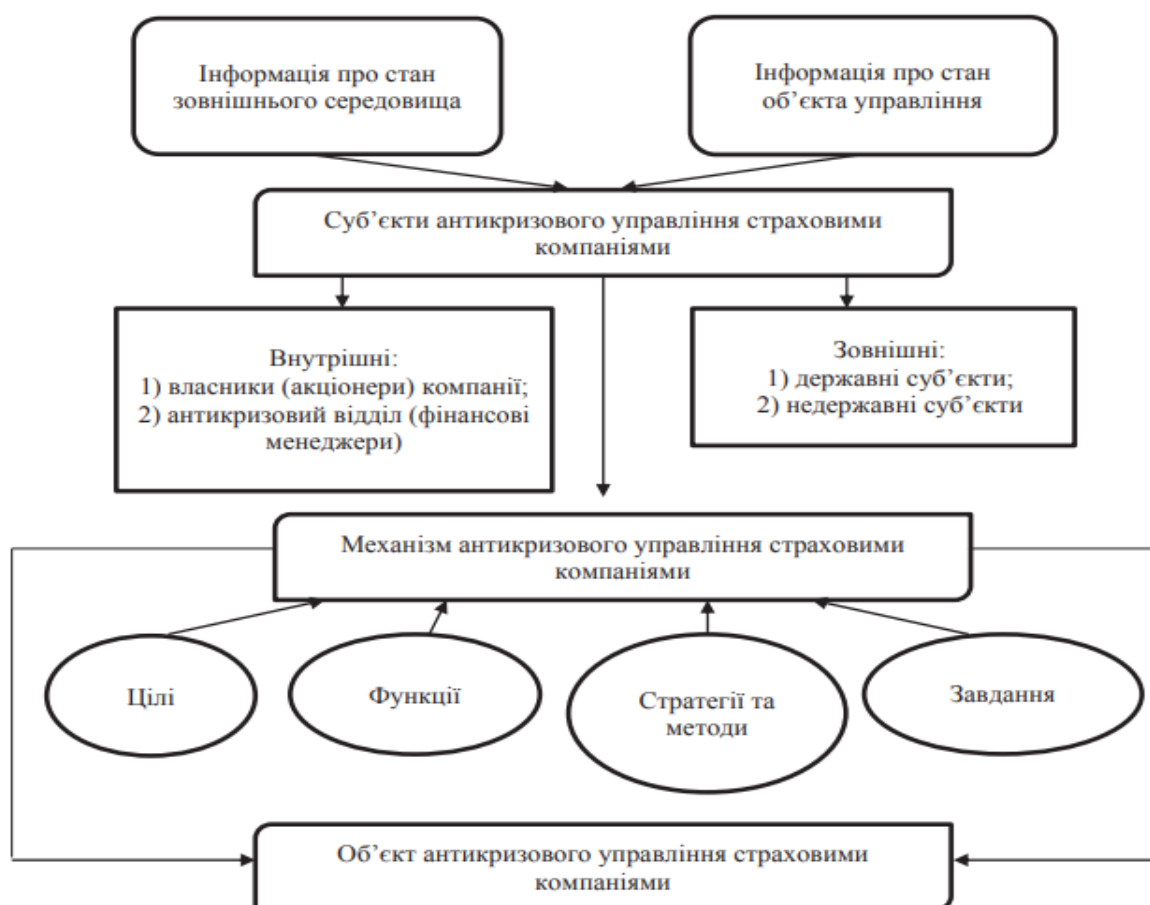 Інформація про стан
зовнішнього середовища
Інформація про стан
об’єкта управління
Суб’єкти антикризового управління страховими
компаніями
Внутрішні:
1) власники (акціонери) компанії;
2) антикризовий відділ (фінансові
менеджери)
Зовнішні:
1) державні суб’єкти;
2) недержавні суб’єкти
Механізм антикризового управління страховими
компаніями
Цілі
Функції
Стратегії та
методи
Завдання
Об’єкт антикризового управління страховими
компаніями